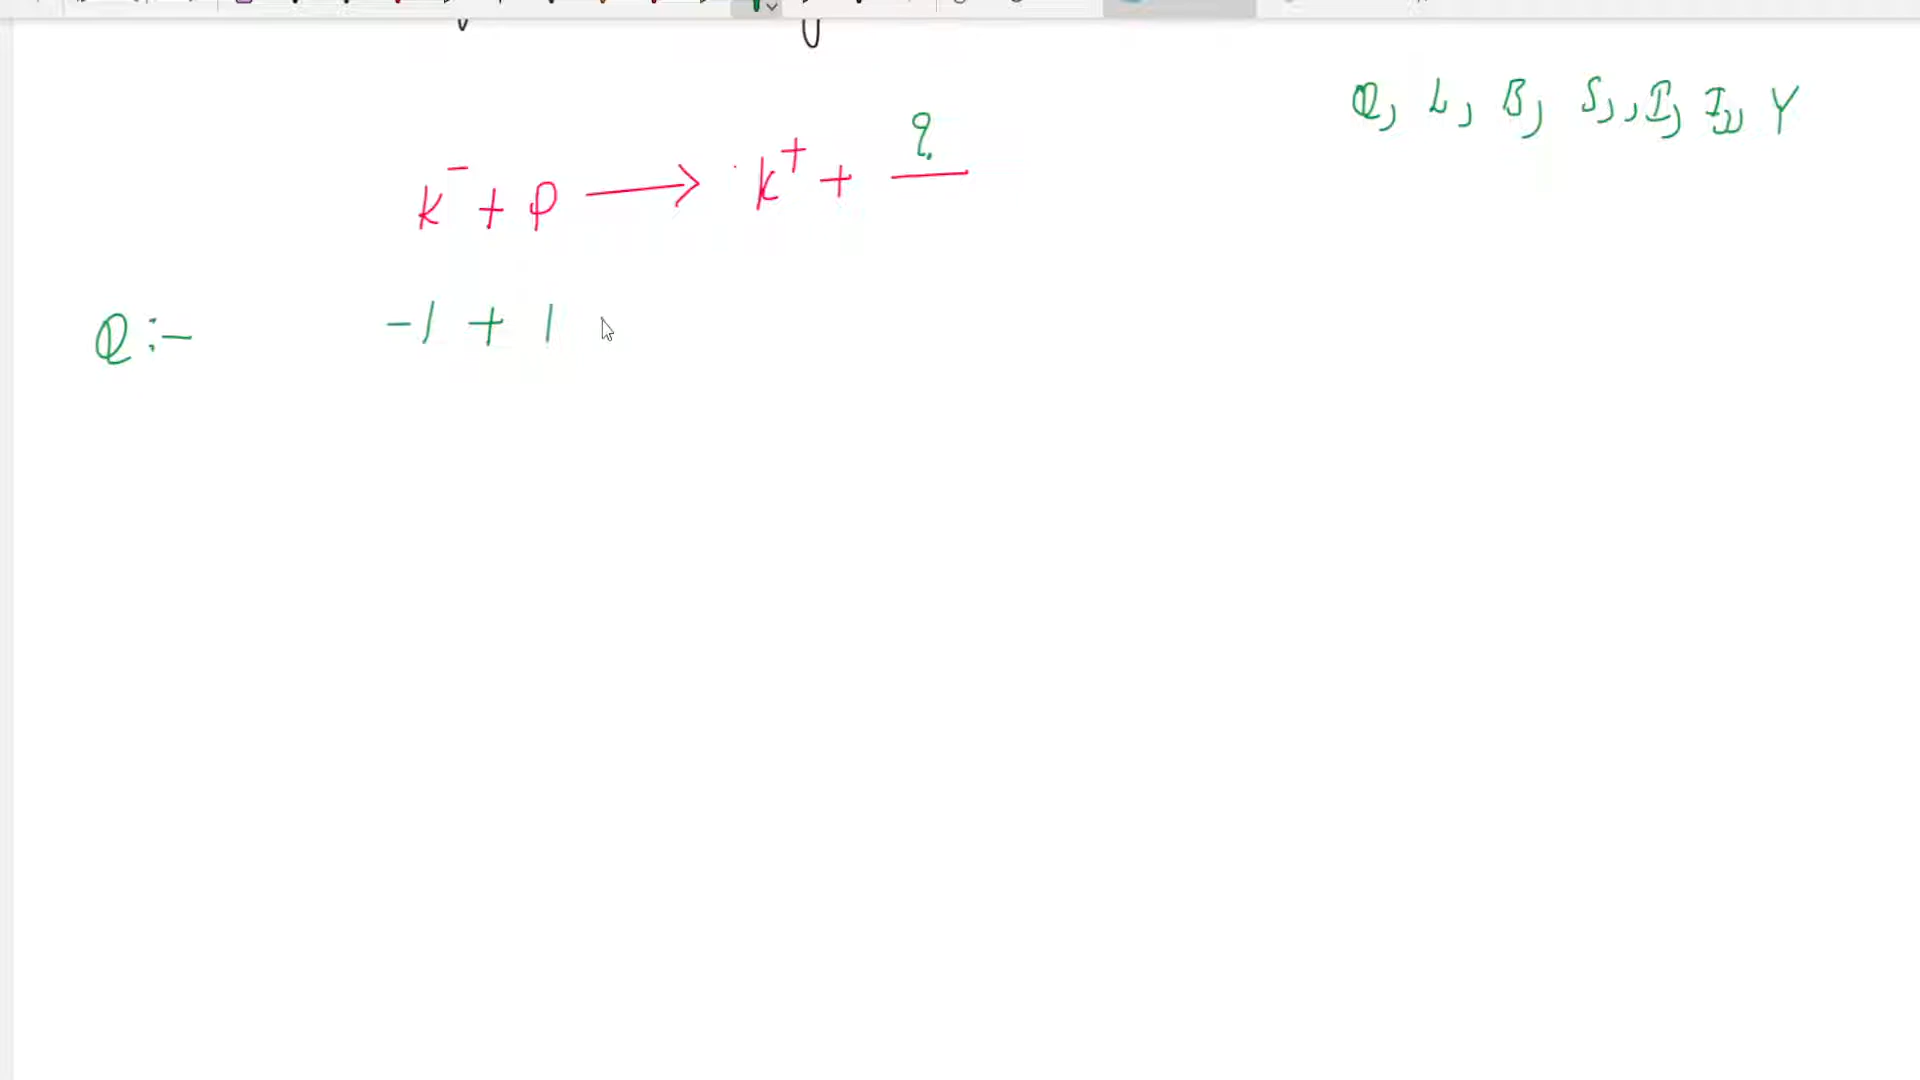 Q, L, B, S, I, I3, Y
K⁻ + p ⟶ K⁺ + ?
Q :- -1 + 1